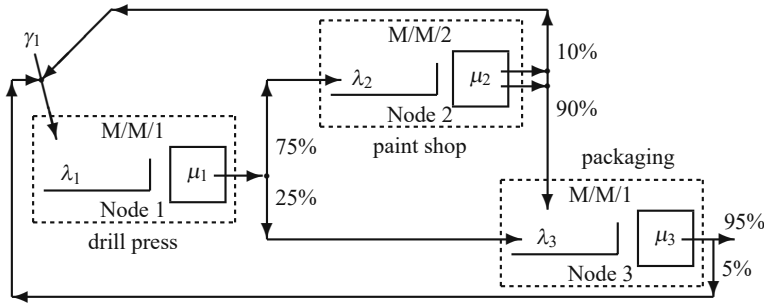 γ1
M/M/2
10%
λ2
μ2
Node 2
90%
paint shop
M/M/1
75%
packaging
λ1
μ1
25%
Node 1
M/M/1
drill press
λ3
μ3
95%
5%
Node 3